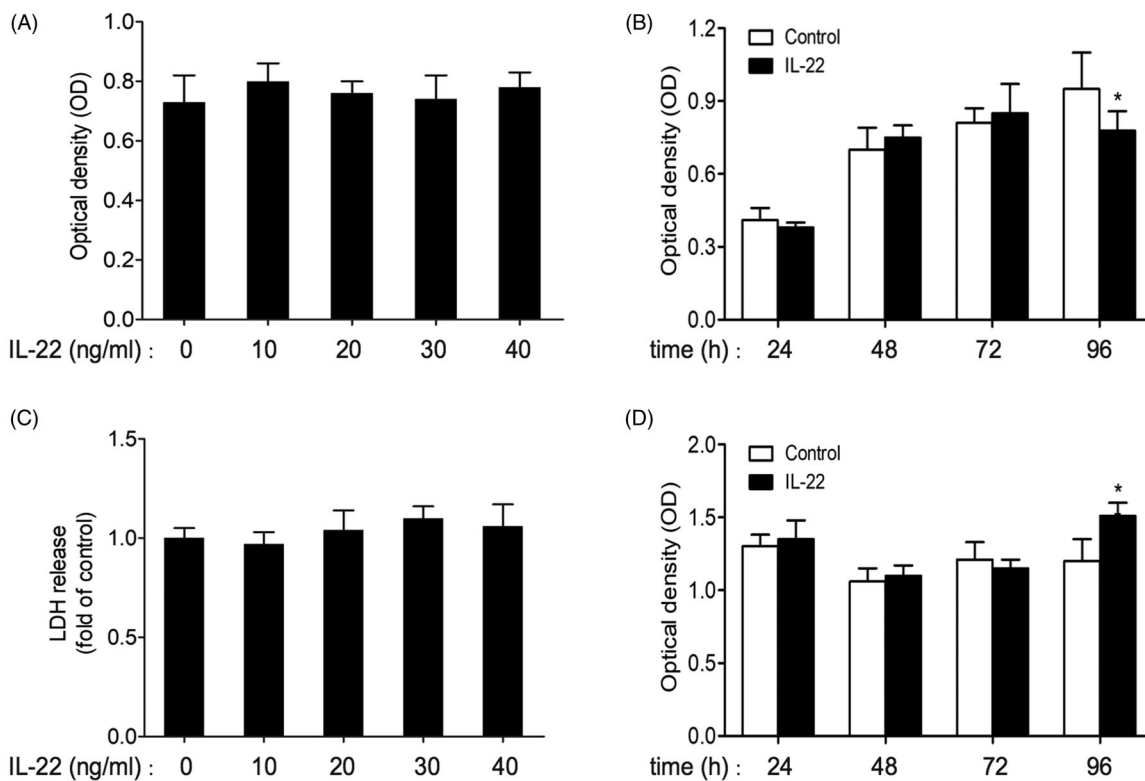 (A)
Optical density (OD)
1.0
0.8
0.6
0.4
0.2
0.0
IL-22 (ng/ml) : 0 10 20 30 40
(B)
Optical density (OD)
1.2
0.9
0.6
0.3
0.0
Control
IL-22
*
time (h) : 24 48 72 96
(C)
LDH release
(fold of control)
1.5
1.0
0.5
0.0
IL-22 (ng/ml) : 0 10 20 30 40
(D)
Optical density (OD)
2.0
1.5
1.0
0.5
0.0
Control
IL-22
*
time (h) : 24 48 72 96